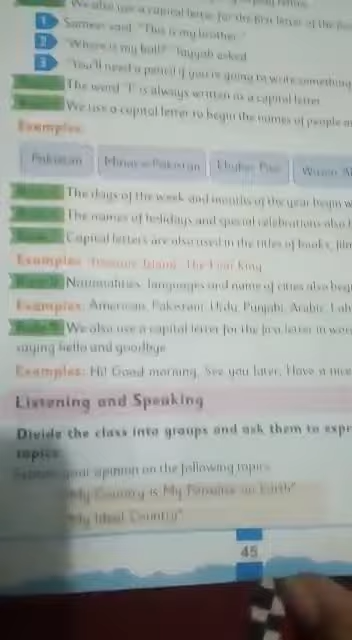 We also use a capital letter for the first letter of the
1 Sameer said, "This is my brother."
2 "Where is my ball?" Tayyab asked.
3 "You'll need a pencil if you're going to write something
The word 'I' is always written as a capital letter.
We use a capital letter to begin the names of people
Examples:
Pakistan Minar-e-Pakistan Khyber Pass
The days of the week and months of the year begin
The names of holidays and special celebrations also
Capital letters are also used in the titles of books,
Examples: Treasure Island, The Lion King
Nationalities, languages and name of cities also
Examples: American, Pakistani, Urdu, Punjabi, Arabic,
We also use a capital letter for the first letter in
saying hello and goodbye.
Examples: Hi! Good morning, See you later, Have a nice
Listening and Speaking
Divide the class into groups and ask them to
topics.
your opinion on the following topics.
"My Country is My Paradise on Earth"
"My Ideal Country"
45